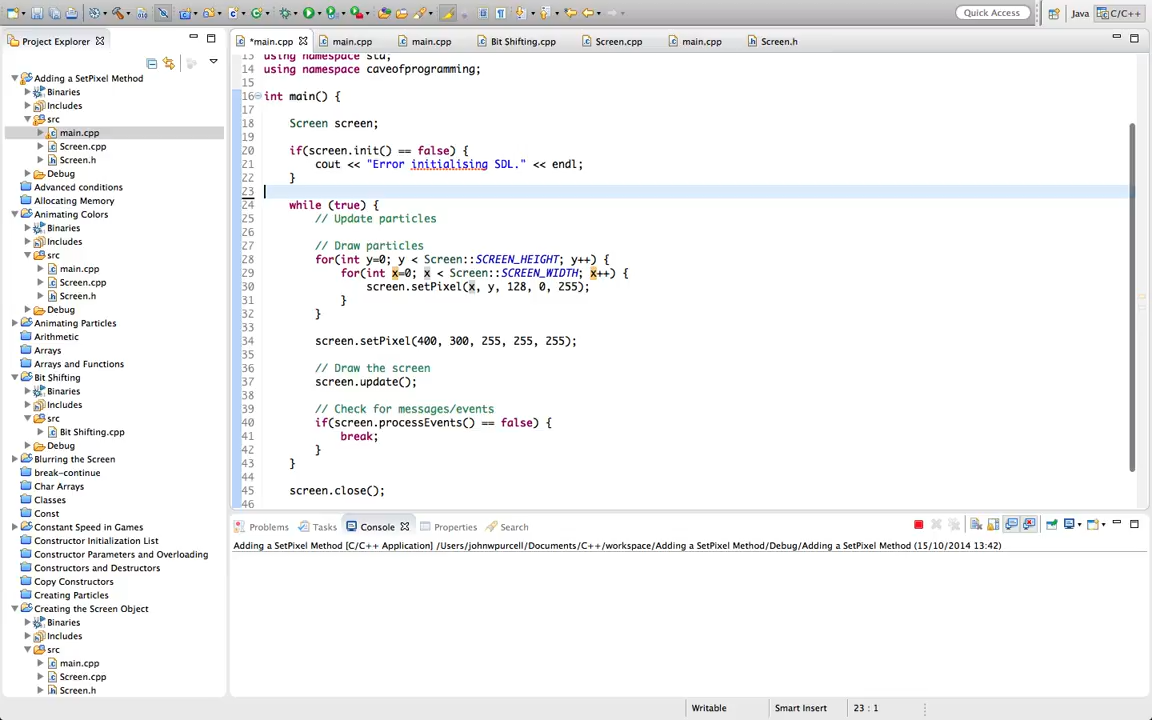 Quick Access
Java
C/C++
Project Explorer
*main.cpp
main.cpp
main.cpp
Bit Shifting.cpp
Screen.cpp
main.cpp
Screen.h
Adding a SetPixel Method
Binaries
Includes
src
main.cpp
Screen.cpp
Screen.h
Debug
Advanced conditions
Allocating Memory
Animating Colors
Binaries
Includes
src
main.cpp
Screen.cpp
Screen.h
Debug
Animating Particles
Arithmetic
Arrays
Arrays and Functions
Bit Shifting
Binaries
Includes
src
Bit Shifting.cpp
Debug
Blurring the Screen
break-continue
Char Arrays
Classes
Const
Constant Speed in Games
Constructor Initialization List
Constructor Parameters and Overloading
Constructors and Destructors
Copy Constructors
Creating Particles
Creating the Screen Object
Binaries
Includes
src
main.cpp
Screen.cpp
Screen.h
13 using namespace std;
14 using namespace caveofprogramming;
15
16 int main() {
17
18 Screen screen;
19
20 if(screen.init() == false) {
21 cout << "Error initialising SDL." << endl;
22 }
23
24 while (true) {
25 // Update particles
26
27 // Draw particles
28 for(int y=0; y < Screen::SCREEN_HEIGHT; y++) {
29 for(int x=0; x < Screen::SCREEN_WIDTH; x++) {
30 screen.setPixel(x, y, 128, 0, 255);
31 }
32 }
33
34 screen.setPixel(400, 300, 255, 255, 255);
35
36 // Draw the screen
37 screen.update();
38
39 // Check for messages/events
40 if(screen.processEvents() == false) {
41 break;
42 }
43 }
44
45 screen.close();
46
Problems
Tasks
Console
Properties
Search
Adding a SetPixel Method [C/C++ Application] /Users/johnwpurcell/Documents/C++/workspace/Adding a SetPixel Method/Debug/Adding a SetPixel Method (15/10/2014 13:42)
Writable
Smart Insert
23 : 1